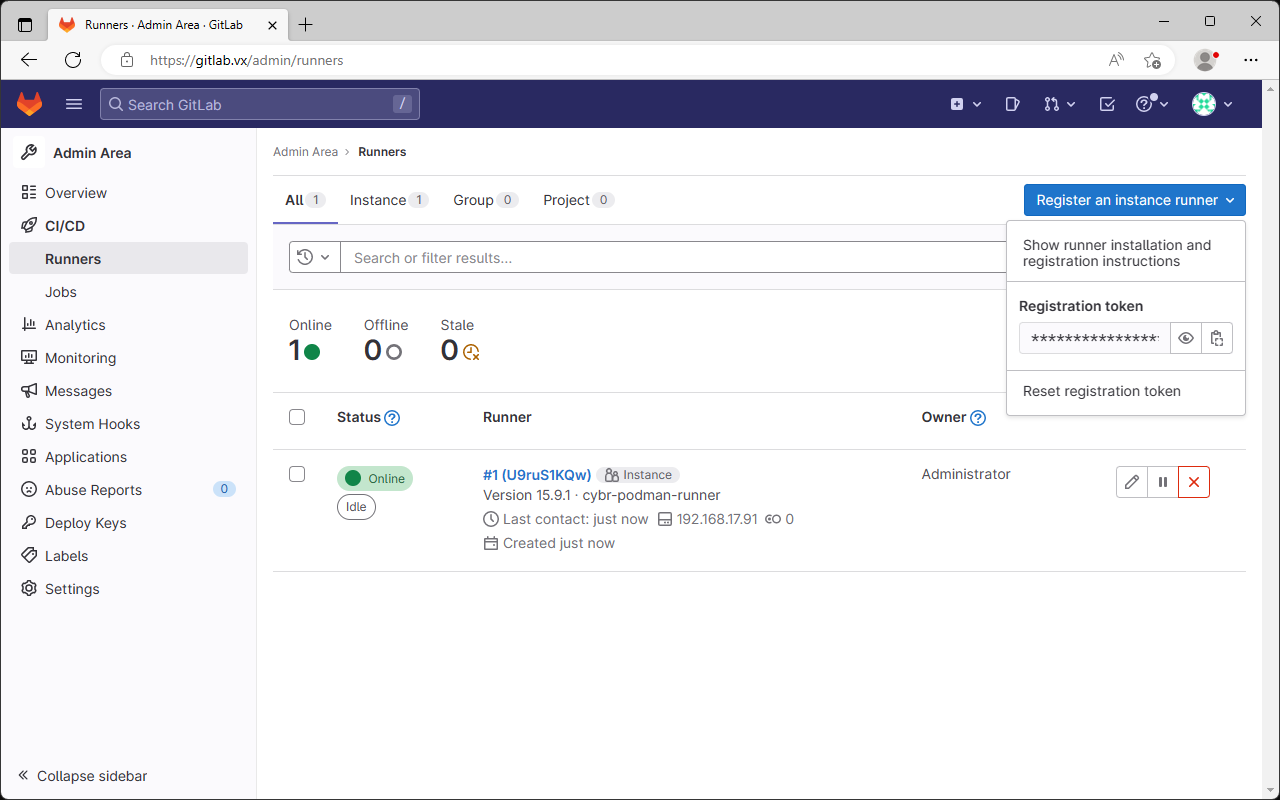 Runners · Admin Area · GitLab
https://gitlab.vx/admin/runners
Search GitLab /
Admin Area
Overview
CI/CD
Runners
Jobs
Analytics
Monitoring
Messages
System Hooks
Applications
Abuse Reports 0
Deploy Keys
Labels
Settings
Collapse sidebar
Admin Area › Runners
All 1 Instance 1 Group 0 Project 0
Register an instance runner
Show runner installation and
registration instructions
Registration token
***************
Reset registration token
Search or filter results...
Online Offline Stale
1 0 0
Status Runner Owner
Online #1 (U9ruS1KQw) Instance Administrator
Idle Version 15.9.1 · cybr-podman-runner
Last contact: just now 192.168.17.91 0
Created just now